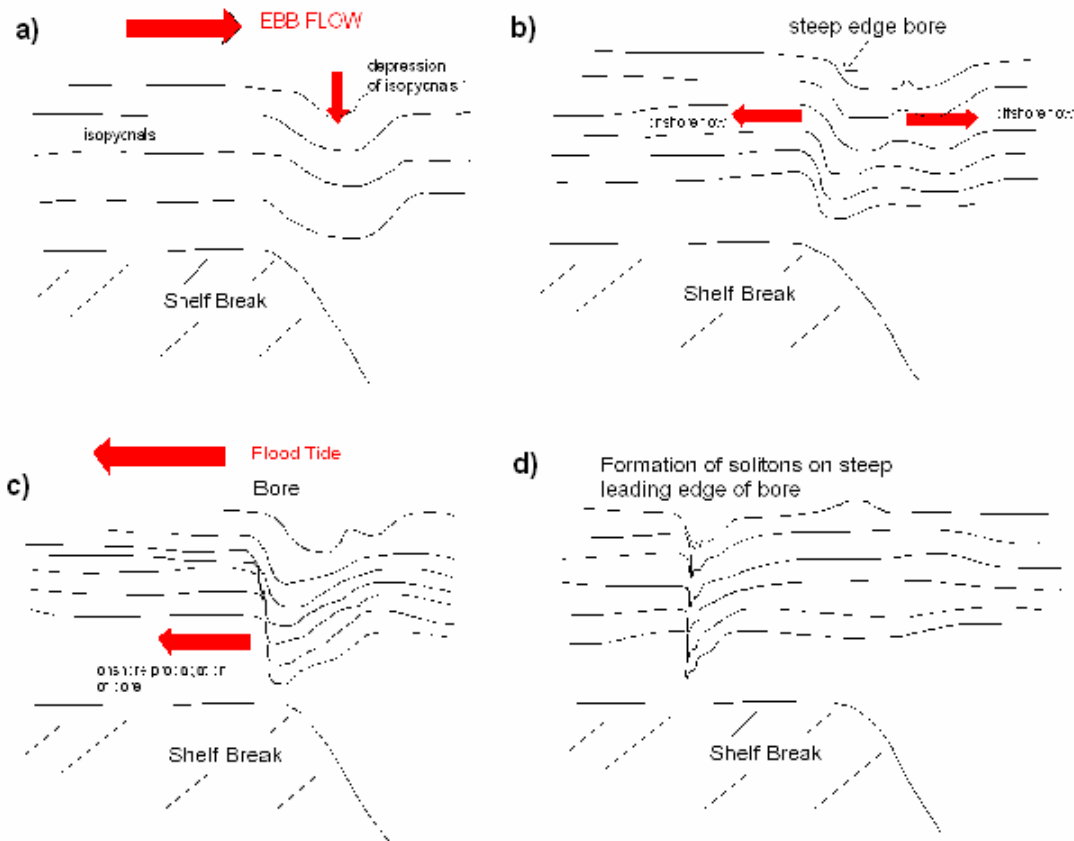 a)
EBB FLOW
depression
of isopycnals
isopycnals
Shelf Break
b)
steep edge bore
Shelf Break
c)
Flood Tide
Bore
Shelf Break
d)
Formation of solitons on steep
leading edge of bore
Shelf Break